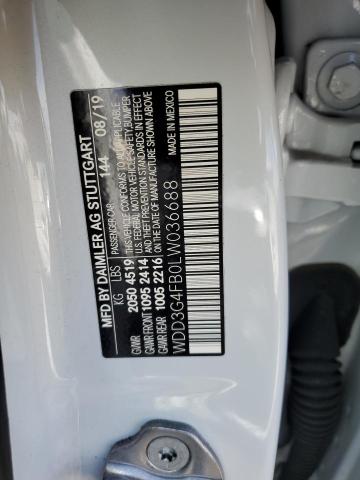 MFD BY DAIMLER AG STUTTGART
144 08/19
PASSENGER CAR
KG LBS
GVWR 2050 4519
GAWR FRONT 1095 2414
GAWR REAR 1005 2216
THIS VEHICLE CONFORMS TO ALL APPLICABLE
U.S. FEDERAL MOTOR VEHICLE SAFETY BUMPER
AND THEFT PREVENTION STANDARDS IN EFFECT
ON THE DATE OF MANUFACTURE SHOWN ABOVE
WDD3G4FB0LW036688
MADE IN MEXICO